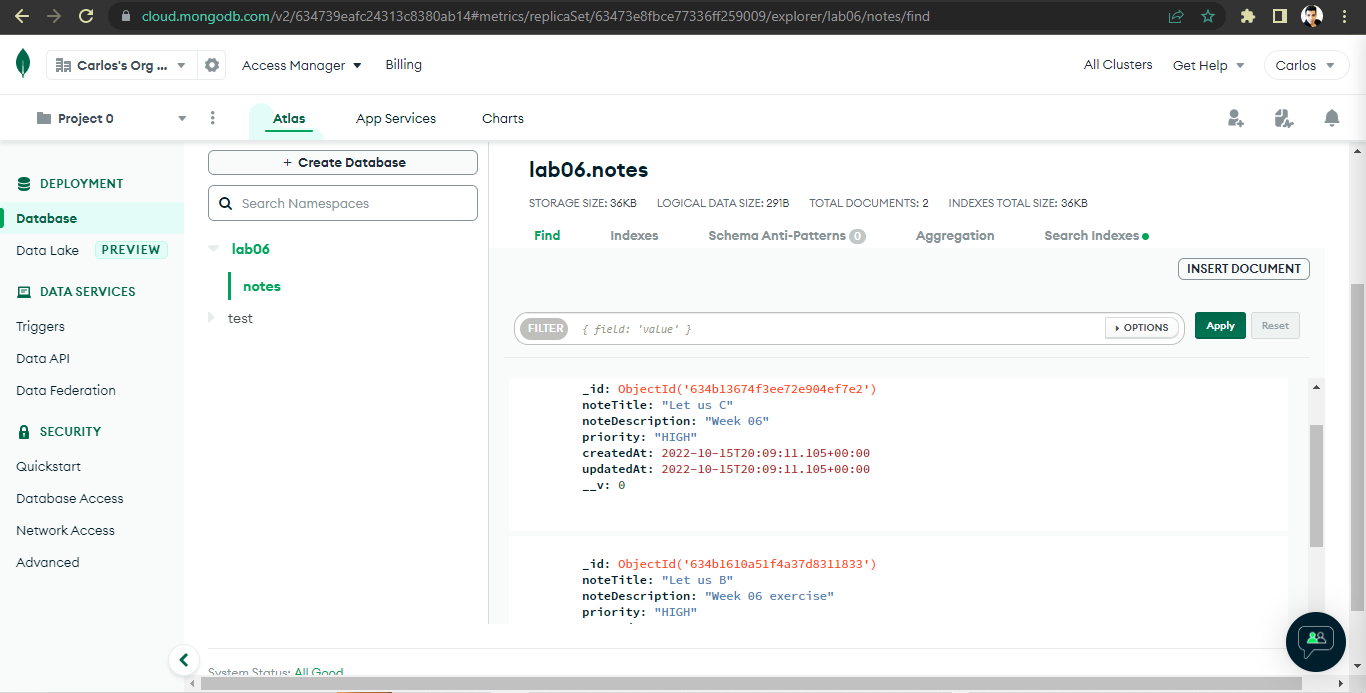 cloud.mongodb.com/v2/634739eafc24313c8380ab14#metrics/replicaSet/63473e8fbce77336ff259009/explorer/lab06/notes/find
Carlos's Org ...
Access Manager
Billing
All Clusters
Get Help
Carlos
Project 0
Atlas
App Services
Charts
DEPLOYMENT
Database
Data Lake PREVIEW
DATA SERVICES
Triggers
Data API
Data Federation
SECURITY
Quickstart
Database Access
Network Access
Advanced
+ Create Database
Search Namespaces
lab06
notes
test
lab06.notes
STORAGE SIZE: 36KB LOGICAL DATA SIZE: 291B TOTAL DOCUMENTS: 2 INDEXES TOTAL SIZE: 36KB
Find Indexes Schema Anti-Patterns 0 Aggregation Search Indexes
INSERT DOCUMENT
FILTER { field: 'value' } OPTIONS Apply Reset
_id: ObjectId('634b13674f3ee72e904ef7e2')
noteTitle: "Let us C"
noteDescription: "Week 06"
priority: "HIGH"
createdAt: 2022-10-15T20:09:11.105+00:00
updatedAt: 2022-10-15T20:09:11.105+00:00
__v: 0
_id: ObjectId('634b1610a51f4a37d8311833')
noteTitle: "Let us B"
noteDescription: "Week 06 exercise"
priority: "HIGH"
System Status: All Good